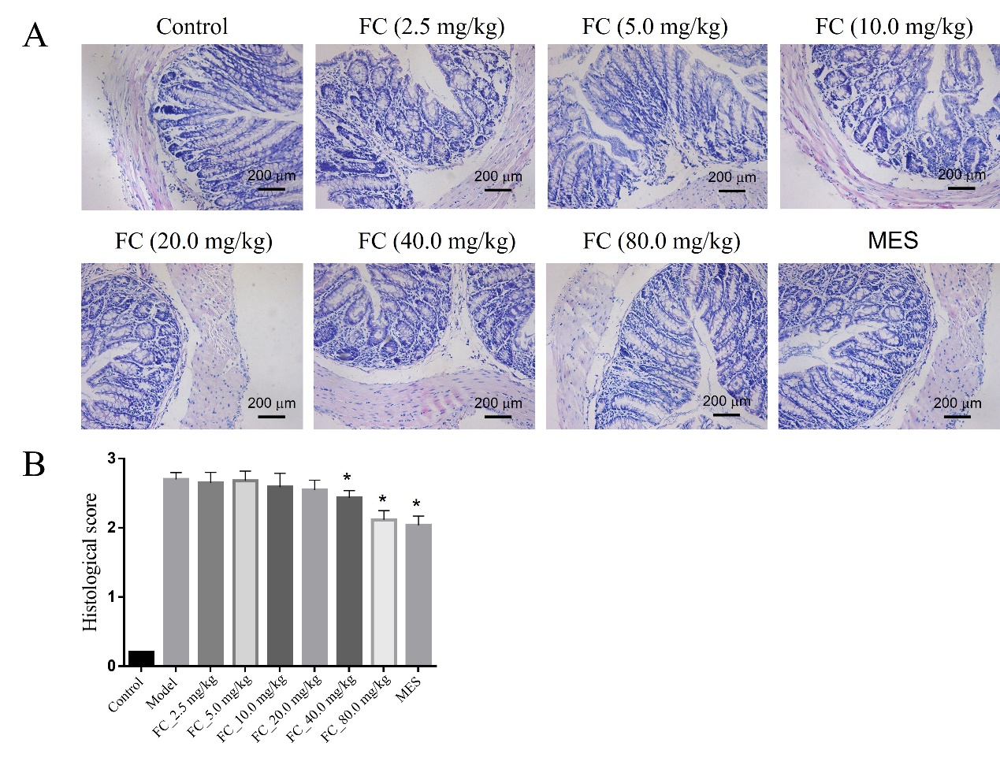 A
Control
FC (2.5 mg/kg)
FC (5.0 mg/kg)
FC (10.0 mg/kg)
200 μm
200 μm
200 μm
200 μm
FC (20.0 mg/kg)
FC (40.0 mg/kg)
FC (80.0 mg/kg)
MES
200 μm
200 μm
200 μm
200 μm
B
Histological score
3
2
1
0
*
*
*
Control
Model
FC_2.5 mg/kg
FC_5.0 mg/kg
FC_10.0 mg/kg
FC_20.0 mg/kg
FC_40.0 mg/kg
FC_80.0 mg/kg
MES